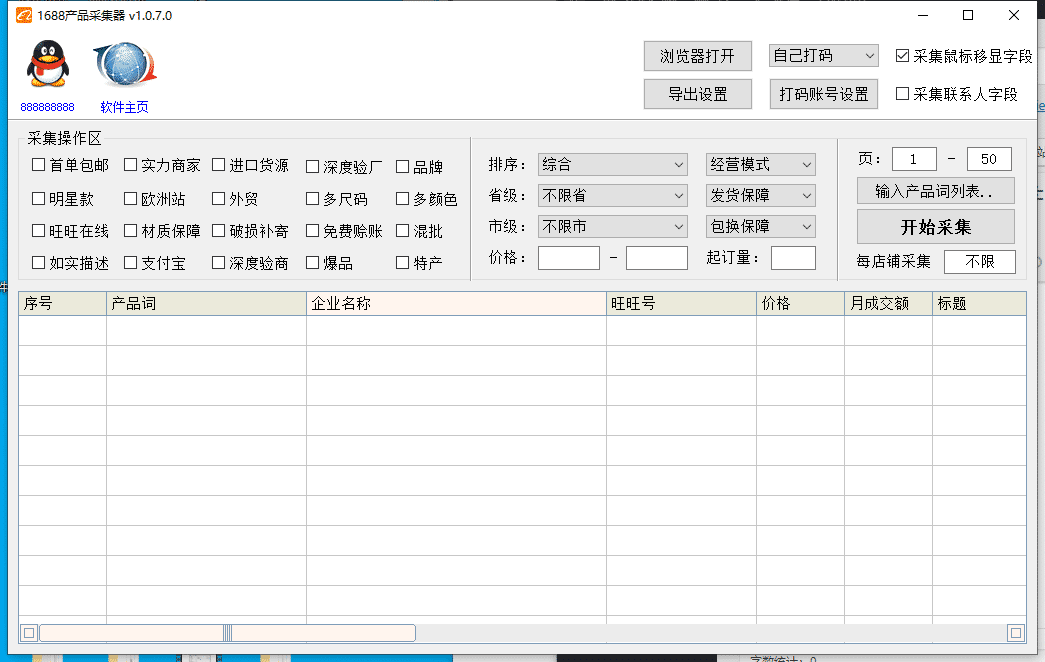 1688产品采集器 v1.0.7.0
888888888
软件主页
浏览器打开
自己打码
采集鼠标移显字段
导出设置
打码账号设置
采集联系人字段
采集操作区
首单包邮 实力商家 进口货源 深度验厂 品牌
明星款 欧洲站 外贸 多尺码 多颜色
旺旺在线 材质保障 破损补寄 免费赊账 混批
如实描述 支付宝 深度验商 爆品 特产
排序： 综合 经营模式
省级： 不限省 发货保障
市级： 不限市 包换保障
价格： - 起订量：
页： 1 - 50
输入产品词列表..
开始采集
每店铺采集 不限
序号 产品词 企业名称 旺旺号 价格 月成交额 标题
字数统计：0